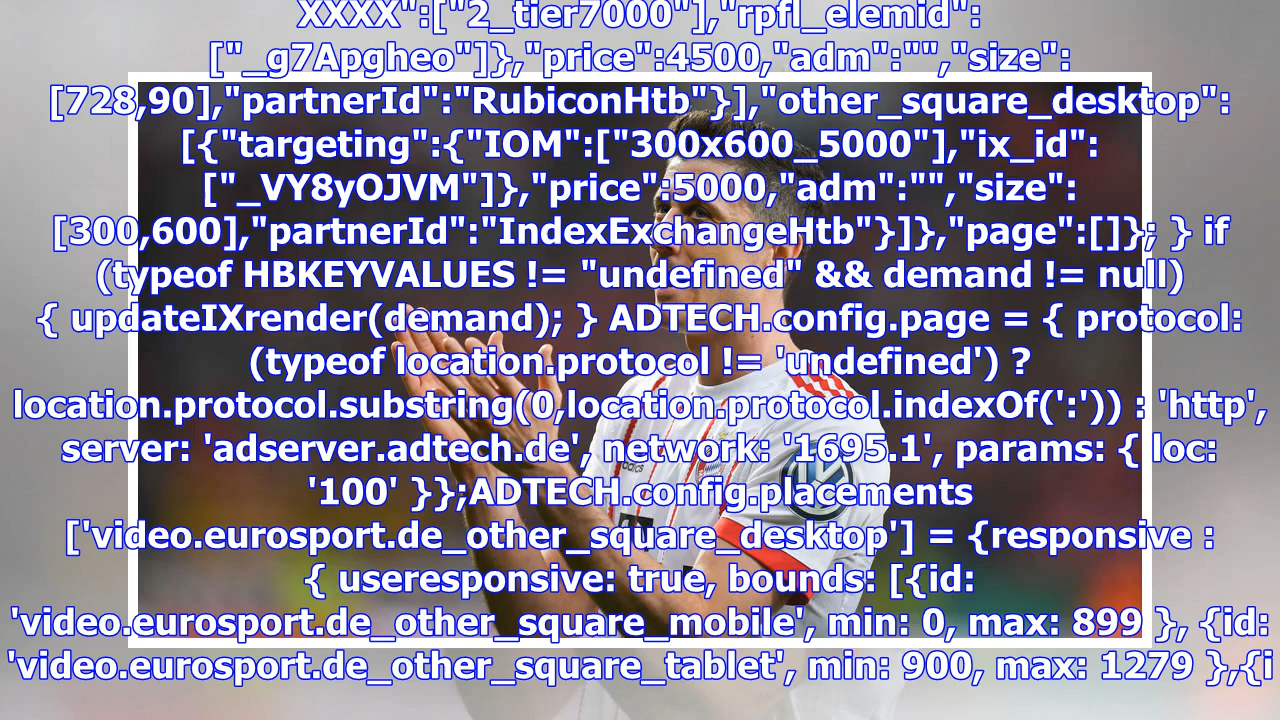 XXXX":["2_tier7000"],"rpfl_elemid":
["_g7Apgheo"]},"price":4500,"adm":"","size":
[728,90],"partnerId":"RubiconHtb"}],"other_square_desktop":
[{"targeting":{"IOM":["300x600_5000"],"ix_id":
["_VY8yOJVM"]},"price":5000,"adm":"","size":
[300,600],"partnerId":"IndexExchangeHtb"}]},"page":[]}; } if
(typeof HBKEYVALUES != "undefined" && demand != null)
{ updateIXrender(demand); } ADTECH.config.page = { protocol:
(typeof location.protocol != 'undefined') ?
location.protocol.substring(0,location.protocol.indexOf(':')) : 'http',
server: 'adserver.adtech.de', network: '1695.1', params: { loc:
'100' }};ADTECH.config.placements
['video.eurosport.de_other_square_desktop'] = {responsive :
{ useresponsive: true, bounds: [{id:
'video.eurosport.de_other_square_mobile', min: 0, max: 899 }, {id:
'video.eurosport.de_other_square_tablet', min: 900, max: 1279 },{i
adidas